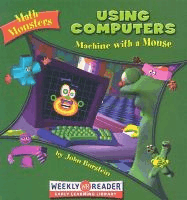 Math
Monsters
USING
COMPUTERS
Machine with a Mouse
by John Burstein
WEEKLY READER
EARLY LEARNING LIBRARY